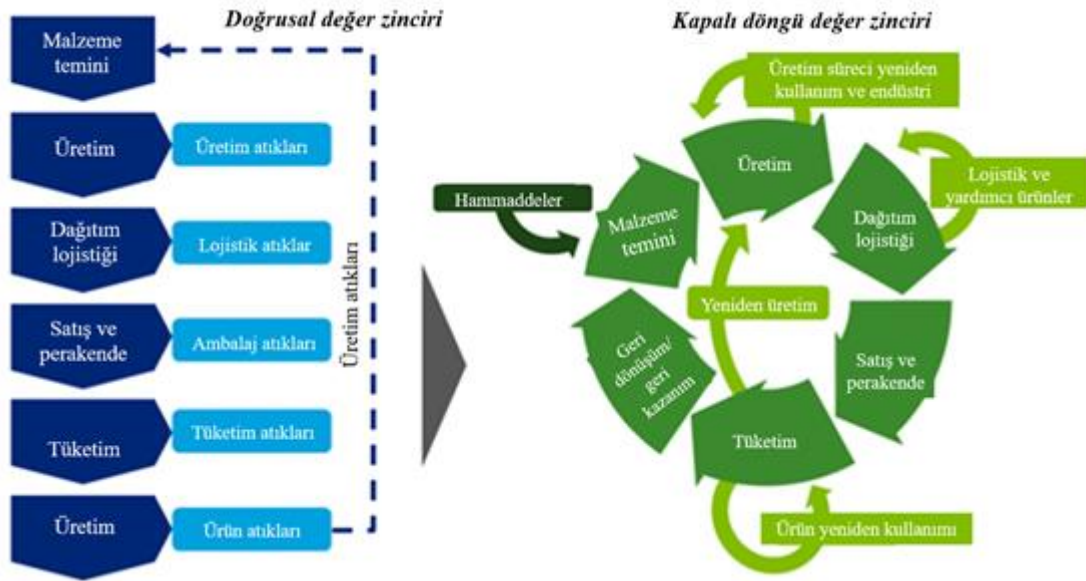 Doğrusal değer zinciri
Malzeme
temini
Üretim
Üretim atıkları
Dağıtım
lojistiği
Lojistik atıklar
Satış ve
perakende
Ambalaj atıkları
Tüketim
Tüketim atıkları
Üretim
Ürün atıkları
Üretim atıkları
Kapalı döngü değer zinciri
Üretim süreci yeniden
kullanım ve endüstri
Üretim
Lojistik ve
yardımcı ürünler
Hammaddeler
Malzeme
temini
Dağıtım
lojistiği
Yeniden üretim
Geri
dönüşüm/
geri
kazanım
Satış ve
perakende
Tüketim
Ürün yeniden kullanımı